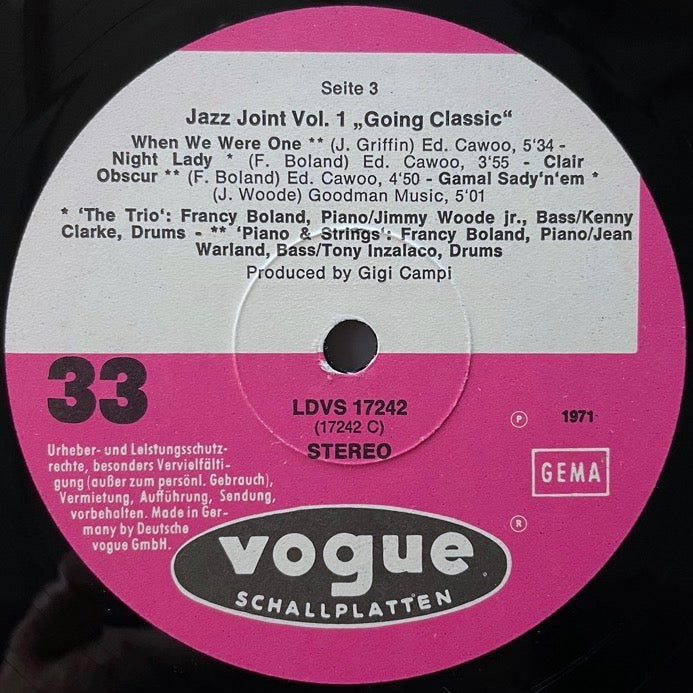 Seite 3
Jazz Joint Vol. 1 „Going Classic“
When We Were One ** (J. Griffin) Ed. Cawoo, 5‘34 -
Night Lady * (F. Boland) Ed. Cawoo, 3‘55 - Clair
Obscur ** (F. Boland) Ed. Cawoo, 4‘50 - Gamal Sady‘n‘em *
(J. Woode) Goodman Music, 5‘01
* ‘The Trio‘: Francy Boland, Piano/Jimmy Woode jr., Bass/Kenny
Clarke, Drums - ** ‘Piano & Strings‘: Francy Boland, Piano/Jean
Warland, Bass/Tony Inzalaco, Drums
Produced by Gigi Campi
33
LDVS 17242
(17242 C)
STEREO
℗ 1971
GEMA
Urheber- und Leistungsschutz-
rechte, besonders Vervielfälti-
gung (außer zum persönl. Gebrauch),
Vermietung, Aufführung, Sendung,
vorbehalten. Made in Ger-
many by Deutsche
vogue GmbH.
®
vogue
SCHALLPLATTEN